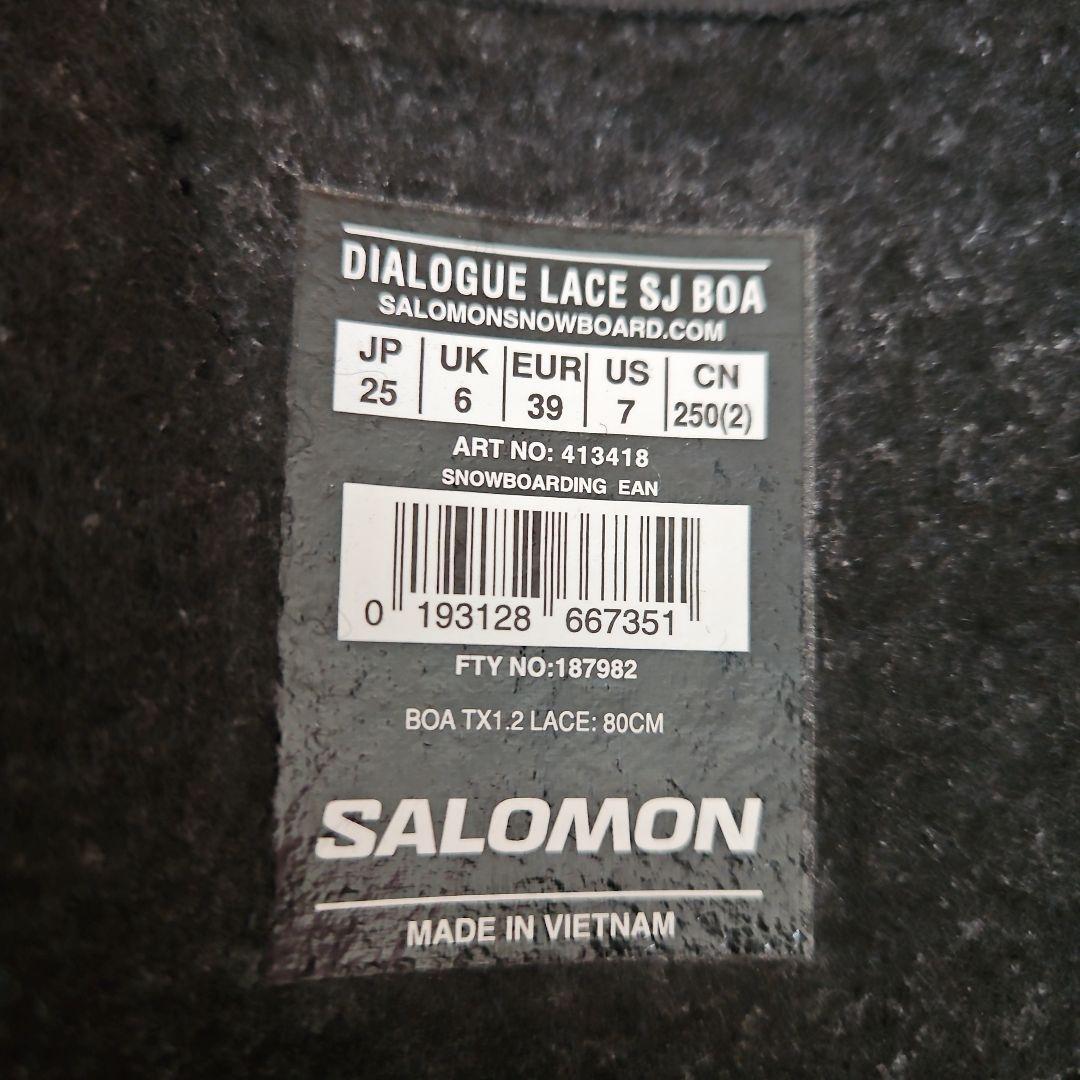 DIALOGUE LACE SJ BOA
SALOMONSNOWBOARD.COM
JP UK EUR US CN
25 6 39 7 250(2)
ART NO: 413418
SNOWBOARDING EAN
0 193128 667351
FTY NO:187982
BOA TX1.2 LACE: 80CM
SALOMON
MADE IN VIETNAM